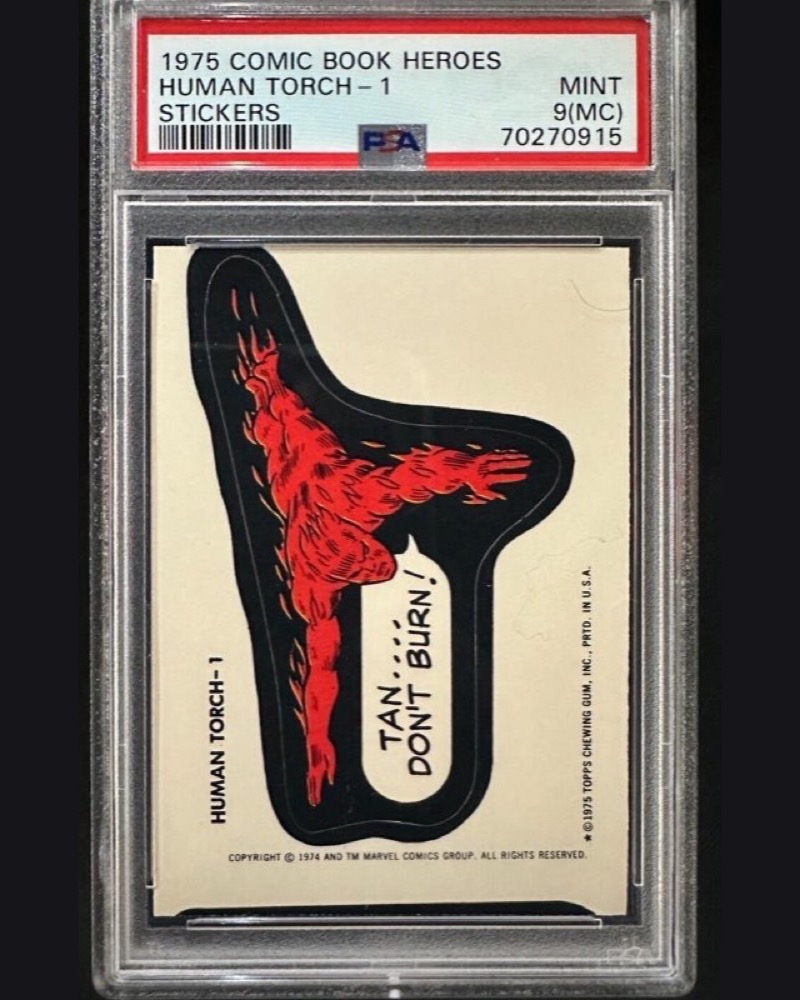 1975 COMIC BOOK HEROES
HUMAN TORCH - 1 MINT
STICKERS 9(MC)
PSA 70270915
TAN....
DON'T BURN!
HUMAN TORCH-1
★©1975 TOPPS CHEWING GUM, INC., PRTD. IN U.S.A.
COPYRIGHT © 1974 AND TM MARVEL COMICS GROUP. ALL RIGHTS RESERVED.